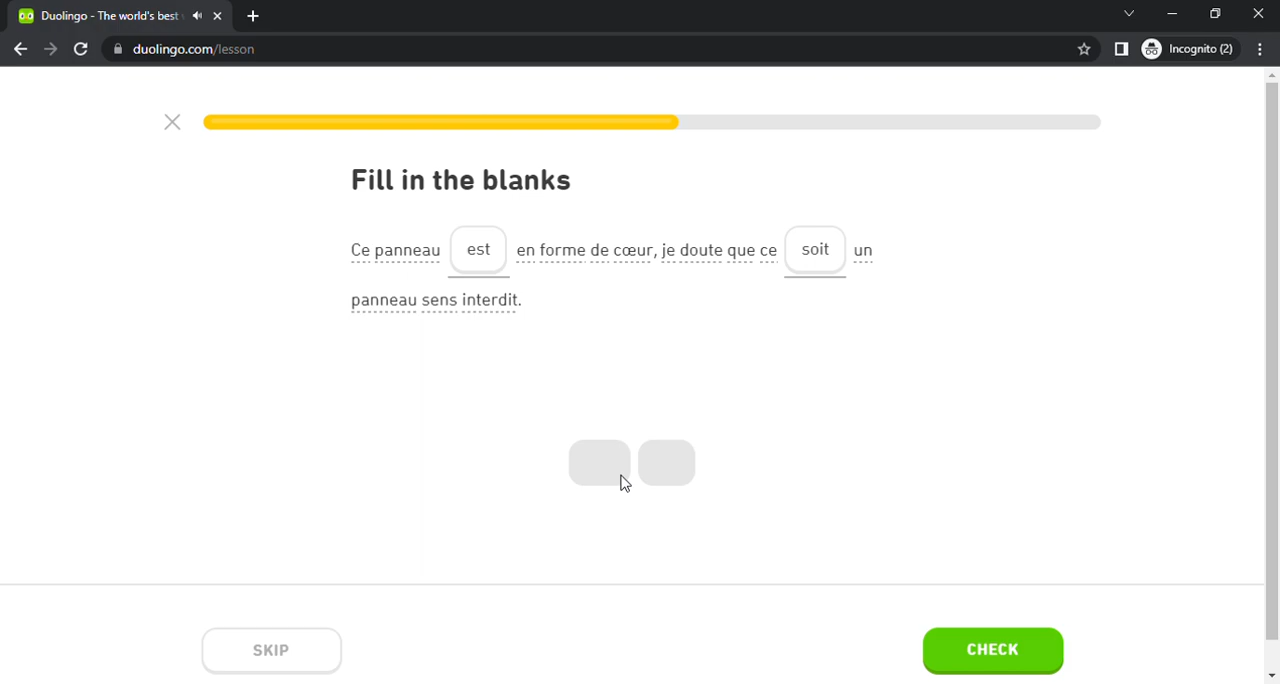 Duolingo - The world's best
duolingo.com/lesson
Incognito (2)
Fill in the blanks
Ce panneau est en forme de cœur, je doute que ce soit un
panneau sens interdit.
SKIP
CHECK